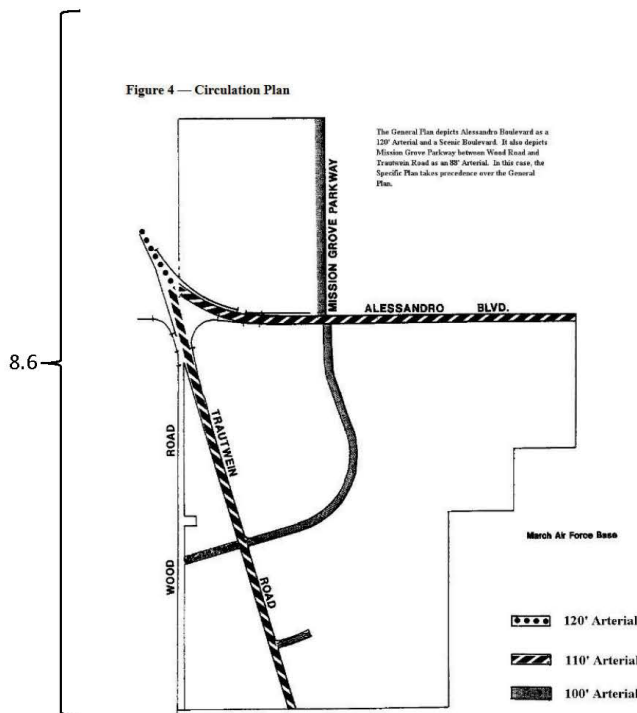 Figure 4 — Circulation Plan
The General Plan depicts Alessandro Boulevard as a
120' Arterial and a Scenic Boulevard. It also depicts
Mission Grove Parkway between Wood Road and
Trautwein Road as an 88' Arterial. In this case, the
Specific Plan takes precedence over the General
Plan.
MISSION GROVE PARKWAY
ALESSANDRO BLVD.
8.6
TRAUTWEIN ROAD
WOOD ROAD
March Air Force Base
120' Arterial
110' Arterial
100' Arterial